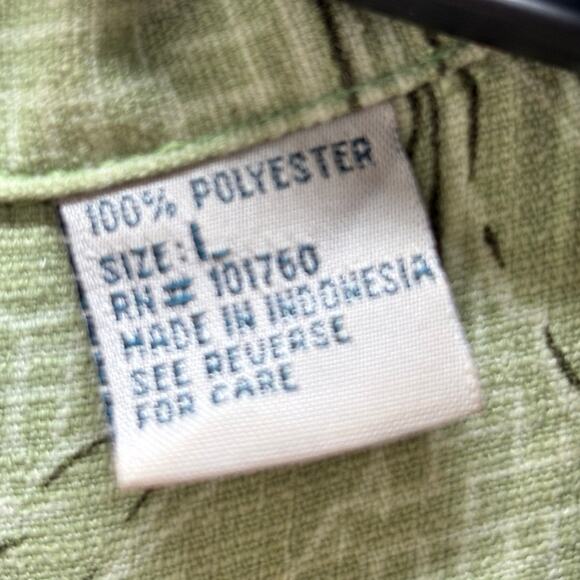 100% POLYESTER
SIZE: L
RN# 101760
MADE IN INDONESIA
SEE REVERSE
FOR CARE